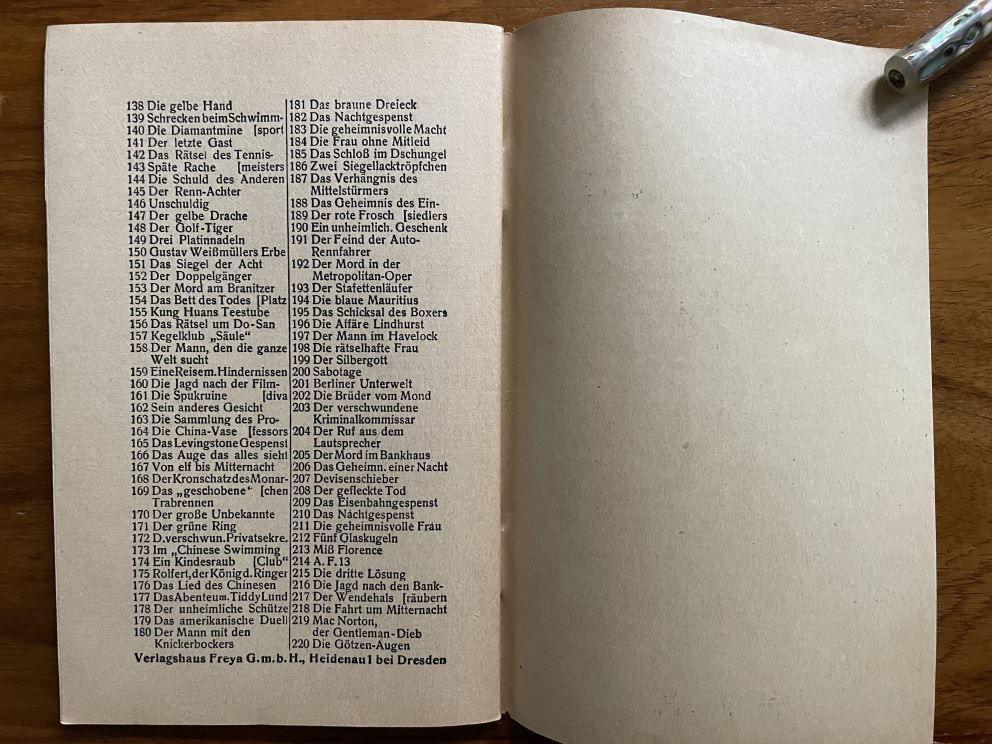 138 Die gelbe Hand
139 Schrecken beim Schwimm-
140 Die Diamantmine [sport
141 Der letzte Gast
142 Das Rätsel des Tennis-
143 Späte Rache [meisters
144 Die Schuld des Anderen
145 Der Renn-Achter
146 Unschuldig
147 Der gelbe Drache
148 Der Golf-Tiger
149 Drei Platinnadeln
150 Gustav Weißmüllers Erbe
151 Das Siegel der Acht
152 Der Doppelgänger
153 Der Mord am Branitzer
154 Das Bett des Todes [Platz
155 Kung Huans Teestube
156 Das Rätsel um Do-San
157 Kegelklub „Säule“
158 Der Mann, den die ganze
Welt sucht
159 Eine Reise m. Hindernissen
160 Die Jagd nach der Film-
161 Die Spukruine [diva
162 Sein anderes Gesicht
163 Die Sammlung des Pro-
164 Die China-Vase [fessors
165 Das Levingstone Gespenst
166 Das Auge das alles sieht
167 Von elf bis Mitternacht
168 Der Kronschatz des Monar-
169 Das „geschobene“ [chen
Trabrennen
170 Der große Unbekannte
171 Der grüne Ring
172 D. verschwun. Privatsekre.
173 Im „Chinese Swimming
174 Ein Kindesraub [Club“
175 Rolfert, der König d. Ringer
176 Das Lied des Chinesen
177 Das Abenteu. m. Tiddy Lund
178 Der unheimliche Schütze
179 Das amerikanische Duell
180 Der Mann mit den
Knickerbockers
181 Das braune Dreieck
182 Das Nachtgespenst
183 Die geheimnisvolle Macht
184 Die Frau ohne Mitleid
185 Das Schloß im Dschungel
186 Zwei Siegellacktröpfchen
187 Das Verhängnis des
Mittelstürmers
188 Das Geheimnis des Ein-
189 Der rote Frosch [siedlers
190 Ein unheimlich. Geschenk
191 Der Feind der Auto-
Rennfahrer
192 Der Mord in der
Metropolitan-Oper
193 Der Stafettenläufer
194 Die blaue Mauritius
195 Das Schicksal des Boxers
196 Die Affäre Lindhurst
197 Der Mann im Havelock
198 Die rätselhafte Frau
199 Der Silbergott
200 Sabotage
201 Berliner Unterwelt
202 Die Brüder vom Mond
203 Der verschwundene
Kriminalkommissar
204 Der Ruf aus dem
Lautsprecher
205 Der Mord im Bankhaus
206 Das Geheimn. einer Nacht
207 Devisenschieber
208 Der gefleckte Tod
209 Das Eisenbahngespenst
210 Das Nachtgespenst
211 Die geheimnisvolle Frau
212 Fünf Glaskugeln
213 Miß Florence
214 A. F. 13
215 Die dritte Lösung
216 Die Jagd nach den Bank-
217 Der Wendehals [räubern
218 Die Fahrt um Mitternacht
219 Mac Norton,
der Gentleman-Dieb
220 Die Götzen-Augen
Verlagshaus Freya G.m.b.H., Heidenau 1 bei Dresden